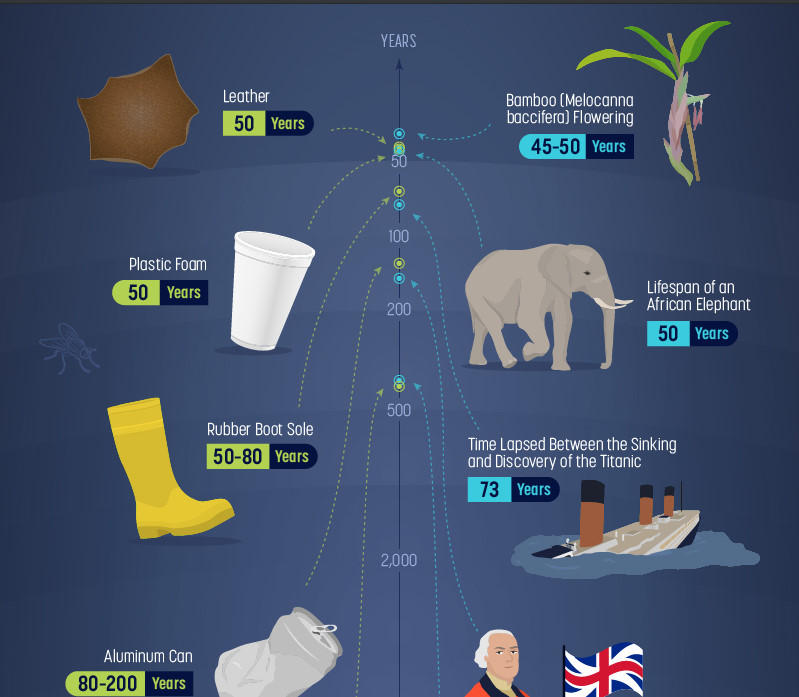 YEARS
Leather
50 Years
Bamboo (Melocanna
baccifera) Flowering
45-50 Years
50
100
Plastic Foam
50 Years
Lifespan of an
African Elephant
50 Years
200
500
Rubber Boot Sole
50-80 Years
Time Lapsed Between the Sinking
and Discovery of the Titanic
73 Years
2,000
Aluminum Can
80-200 Years